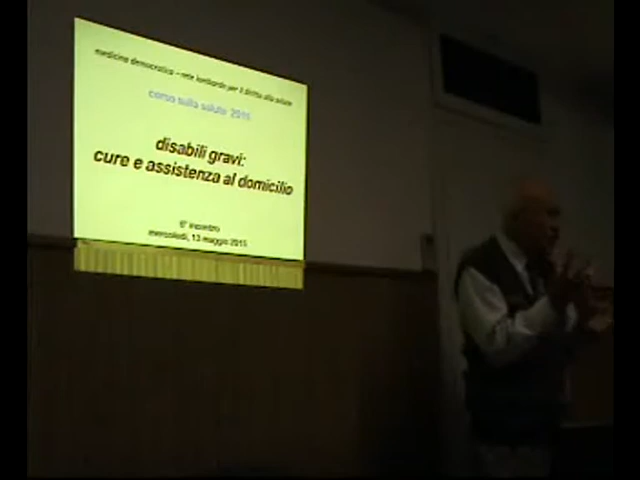 medicina democratica – rete lombarda per il diritto alla salute
corso sulla salute 2015
disabili gravi:
cure e assistenza al domicilio
6° incontro
mercoledì, 13 maggio 2015